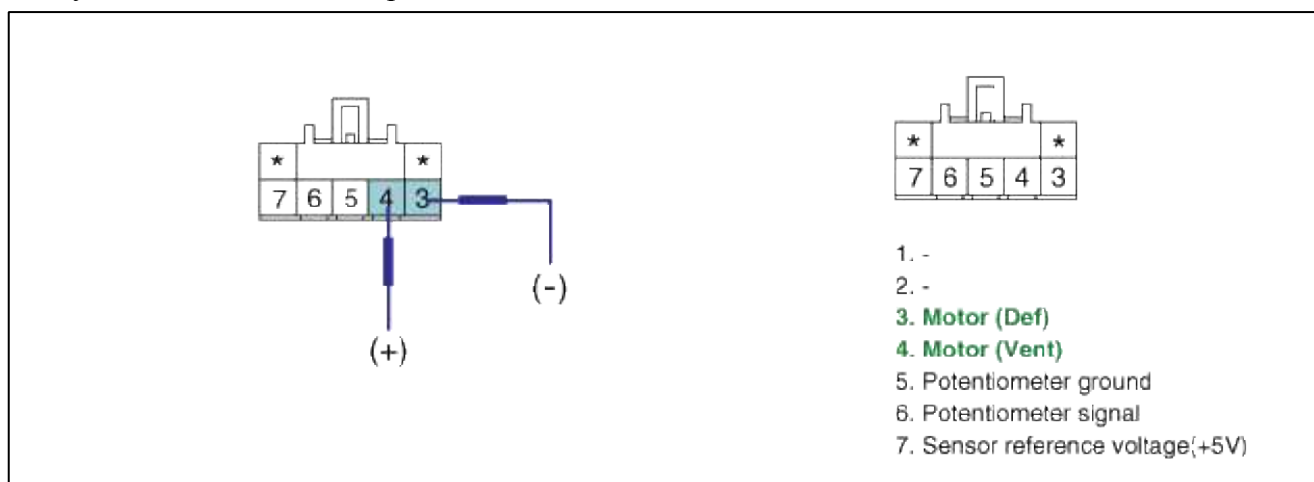 * *
7 6 5 4 3
(-)
(+)
* *
7 6 5 4 3
1. -
2. -
3. Motor (Def)
4. Motor (Vent)
5. Potentiometer ground
6. Potentiometer signal
7. Sensor reference voltage(+5V)